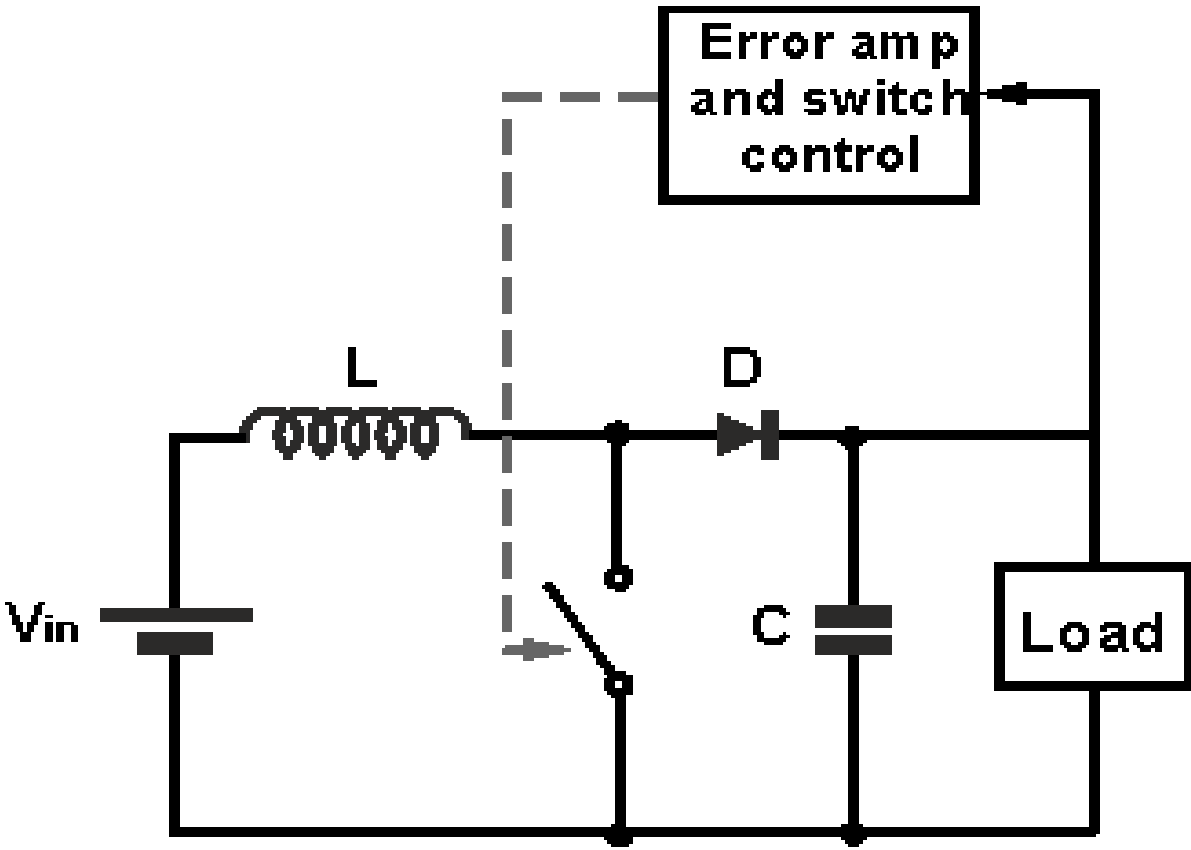 Error amp
and switch
control
L
D
Vin
C
Load